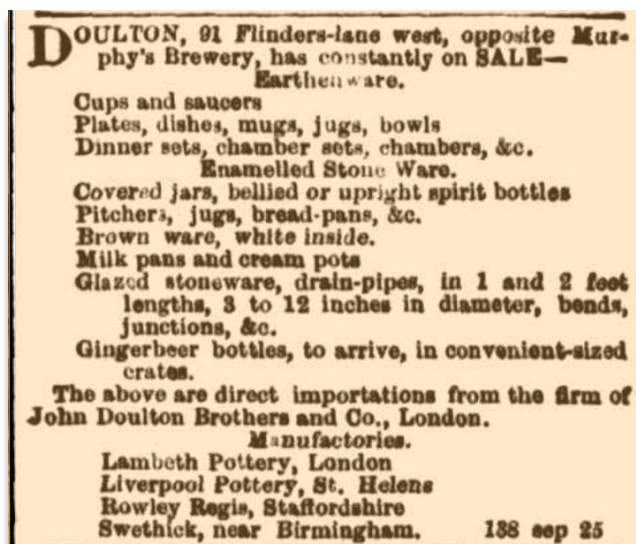 DOULTON, 91 Flinders-lane west, opposite Mur-
phy's Brewery, has constantly on SALE—
Earthenware.
Cups and saucers
Plates, dishes, mugs, jugs, bowls
Dinner sets, chamber sets, chambers, &c.
Enamelled Stone Ware.
Covered jars, bellied or upright spirit bottles
Pitchers, jugs, bread-pans, &c.
Brown ware, white inside.
Milk pans and cream pots
Glazed stoneware, drain-pipes, in 1 and 2 feet
lengths, 3 to 12 inches in diameter, bends,
junctions, &c.
Gingerbeer bottles, to arrive, in convenient-sized
crates.
The above are direct importations from the firm of
John Doulton Brothers and Co., London.
Manufactories.
Lambeth Pottery, London
Liverpool Pottery, St. Helens
Rowley Regis, Staffordshire
Swethick, near Birmingham. 138 sep 25